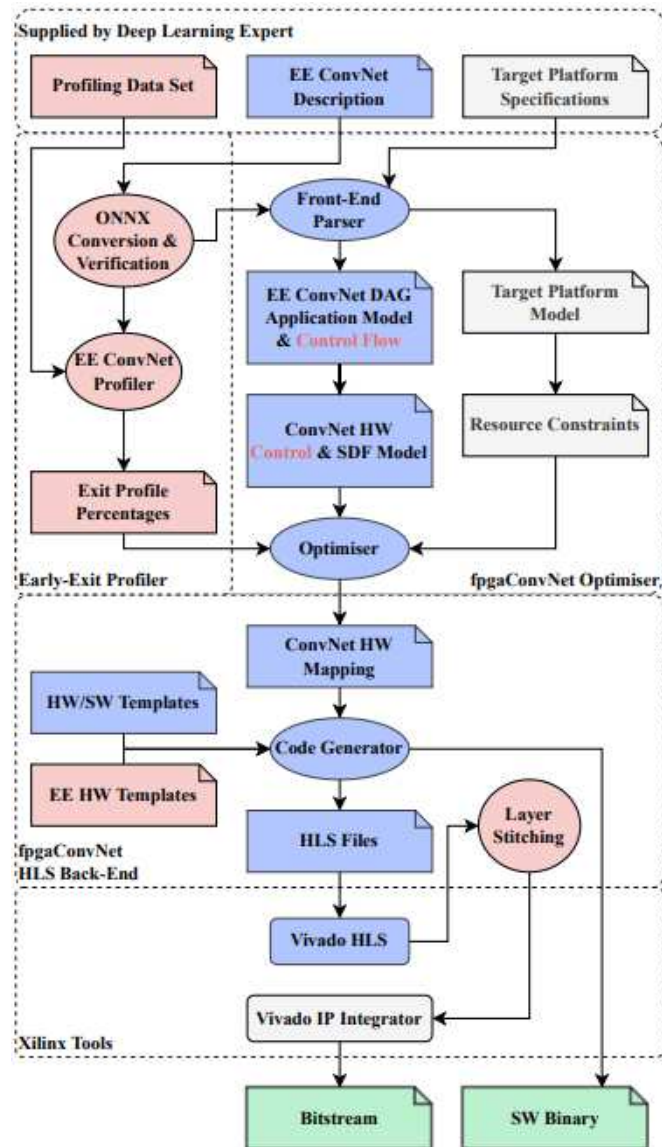 Supplied by Deep Learning Expert
Profiling Data Set
EE ConvNet
Description
Target Platform
Specifications
ONNX
Conversion &
Verification
Front-End
Parser
EE ConvNet DAG
Application Model
& Control Flow
Target Platform
Model
EE ConvNet
Profiler
ConvNet HW
Control & SDF Model
Resource Constraints
Exit Profile
Percentages
Optimiser
Early-Exit Profiler
fpgaConvNet Optimiser
ConvNet HW
Mapping
HW/SW Templates
Code Generator
EE HW Templates
HLS Files
Layer
Stitching
fpgaConvNet
HLS Back-End
Vivado HLS
Vivado IP Integrator
Xilinx Tools
Bitstream
SW Binary